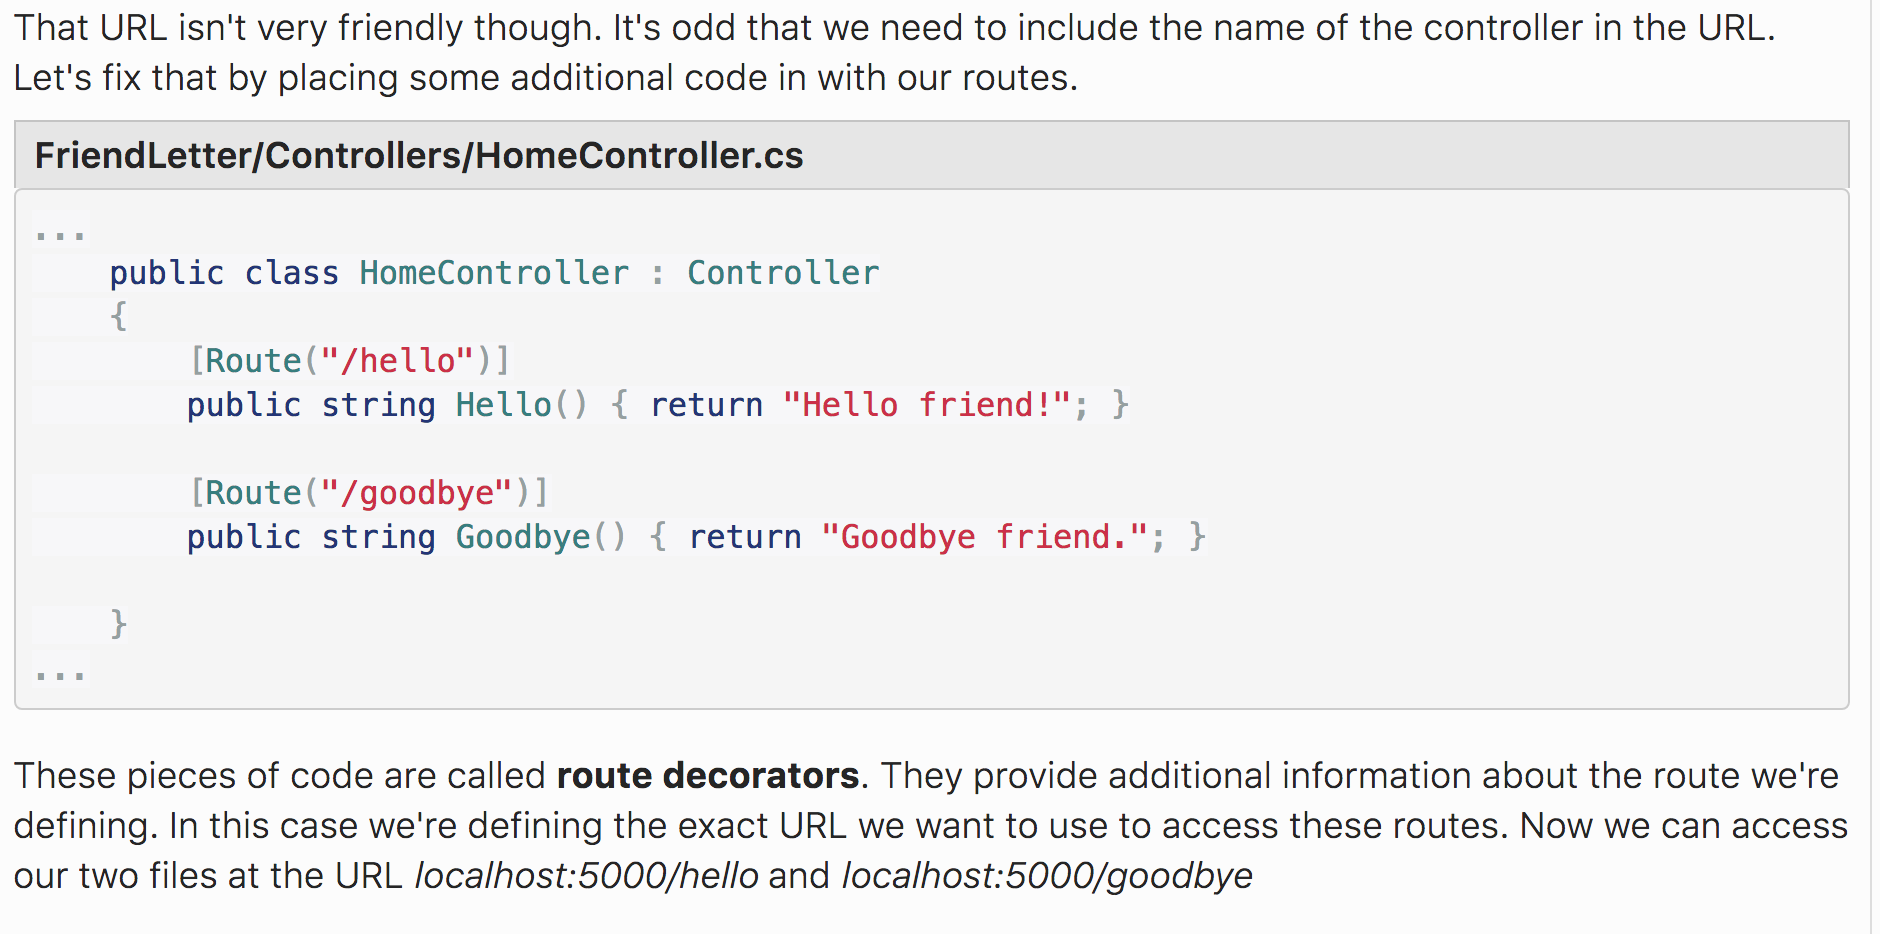 That URL isn't very friendly though. It's odd that we need to include the name of the controller in the URL.
Let's fix that by placing some additional code in with our routes.
FriendLetter/Controllers/HomeController.cs
...
    public class HomeController : Controller
    {
        [Route("/hello")]
        public string Hello() { return "Hello friend!"; }
        [Route("/goodbye")]
        public string Goodbye() { return "Goodbye friend."; }
    }
...
These pieces of code are called route decorators. They provide additional information about the route we're
defining. In this case we're defining the exact URL we want to use to access these routes. Now we can access
our two files at the URL localhost:5000/hello and localhost:5000/goodbye